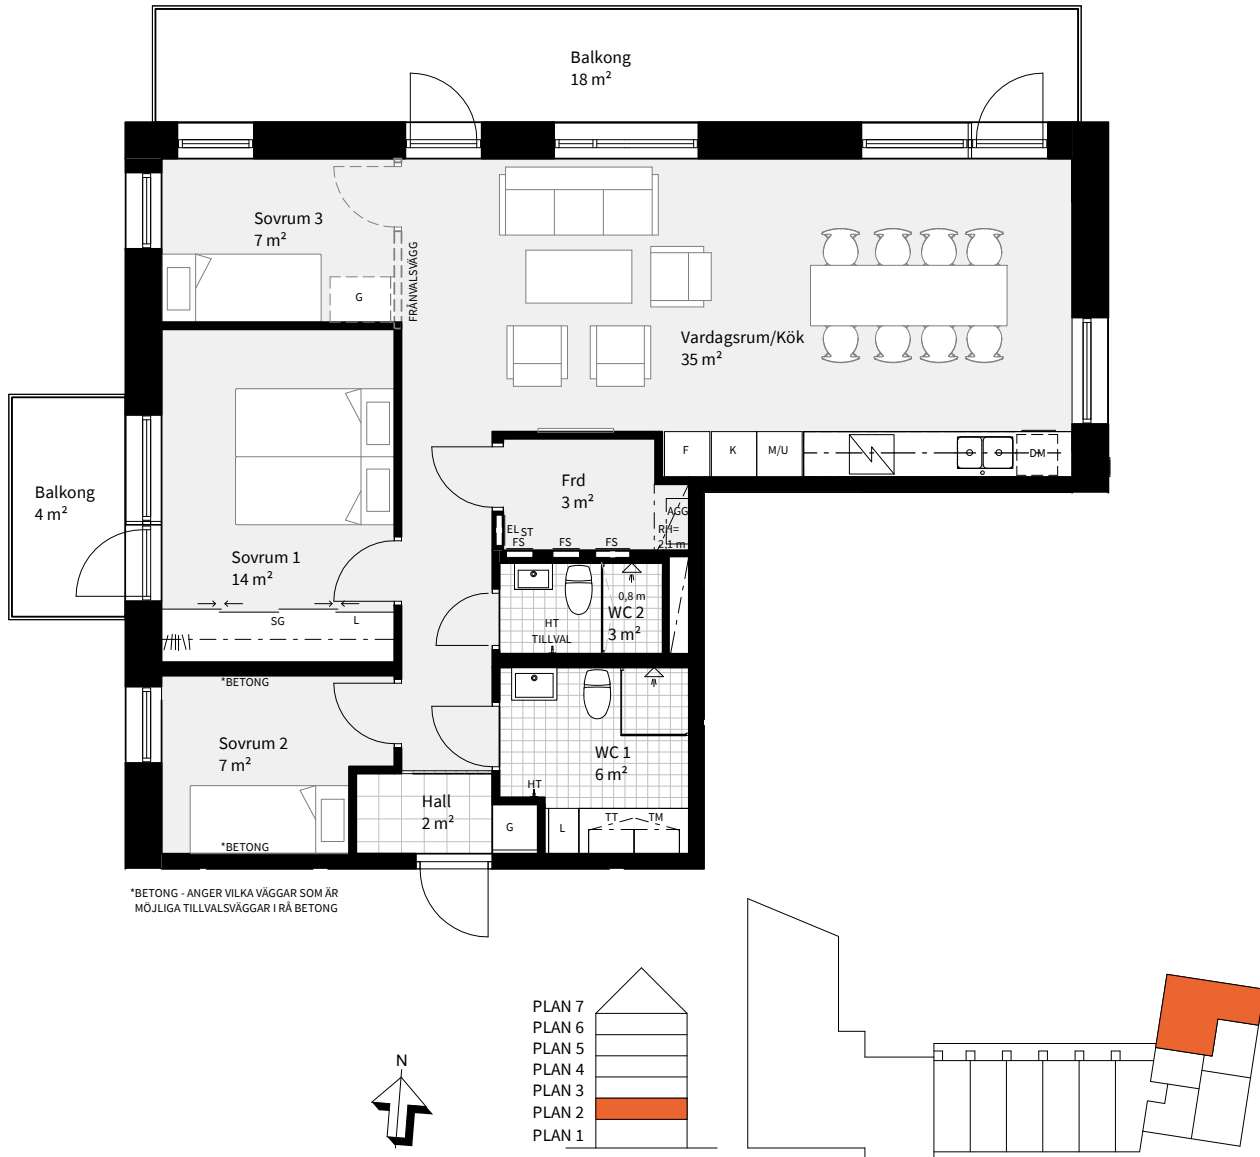 Balkong
18 m²
Sovrum 3
7 m²
G
FRÅNVALSVÄGG
Vardagsrum/Kök
35 m²
F
K
M/U
DM
Balkong
4 m²
Frd
3 m²
AGG
RH=
2,1 m
EL ST
FS
FS
FS
Sovrum 1
14 m²
SG
L
0,8 m
WC 2
3 m²
HT
TILLVAL
*BETONG
Sovrum 2
7 m²
*BETONG
WC 1
6 m²
HT
Hall
2 m²
G
L
TT
TM
*BETONG - ANGER VILKA VÄGGAR SOM ÄR
MÖJLIGA TILLVALSVÄGGAR I RÅ BETONG
N
PLAN 7
PLAN 6
PLAN 5
PLAN 4
PLAN 3
PLAN 2
PLAN 1